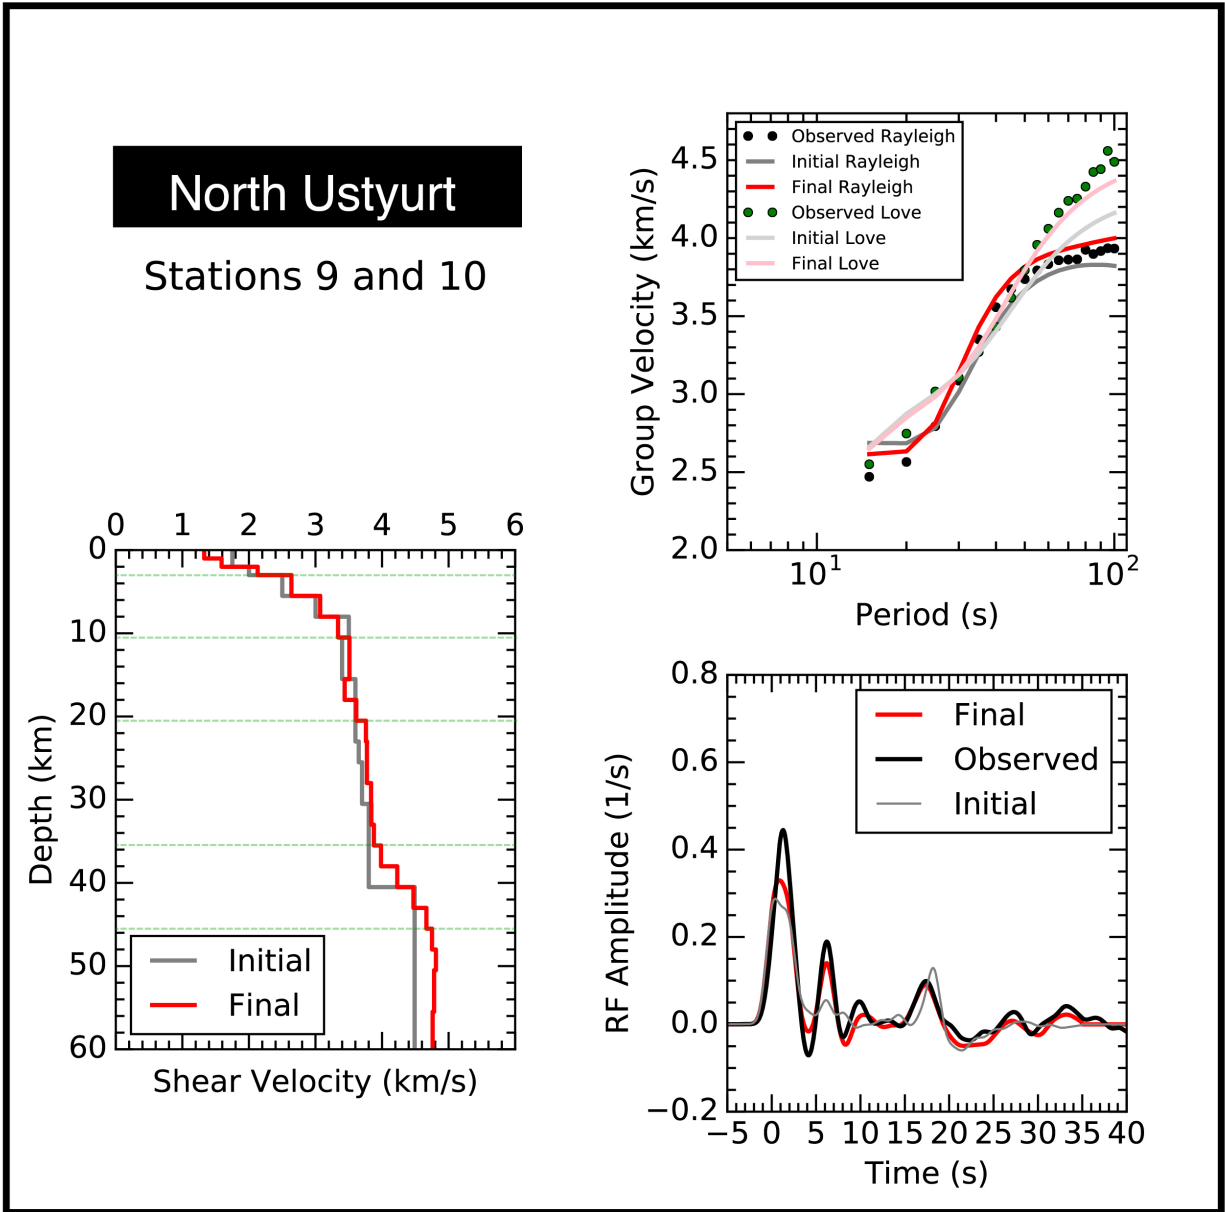 North Ustyurt
Stations 9 and 10
Observed Rayleigh
Initial Rayleigh
Final Rayleigh
Observed Love
Initial Love
Final Love
4.5
4.0
3.5
3.0
2.5
2.0
Group Velocity (km/s)
10¹ 10²
Period (s)
0 1 2 3 4 5 6
0
10
20
30
40
50
60
Depth (km)
Initial
Final
Shear Velocity (km/s)
0.8
0.6
0.4
0.2
0.0
−0.2
RF Amplitude (1/s)
Final
Observed
Initial
−5 0 5 10 15 20 25 30 35 40
Time (s)